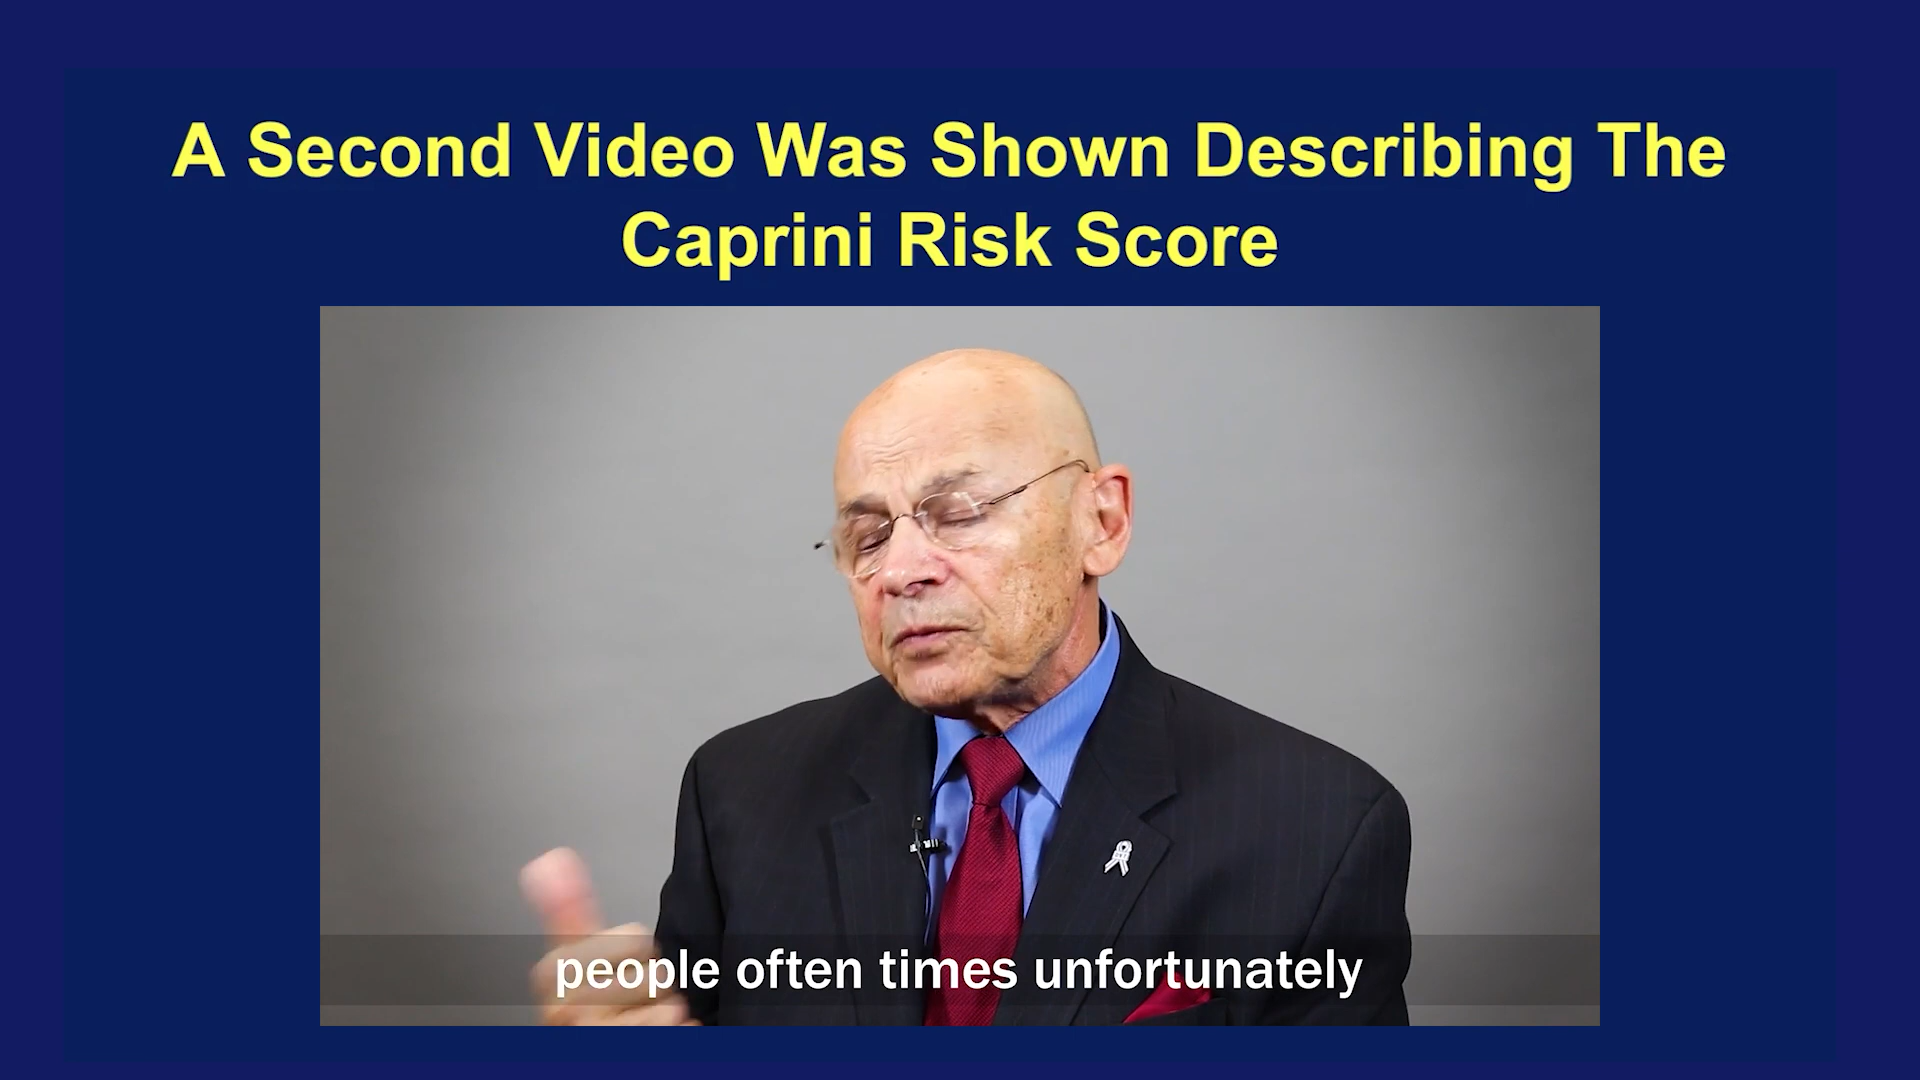 A Second Video Was Shown Describing The
Caprini Risk Score
people often times unfortunately